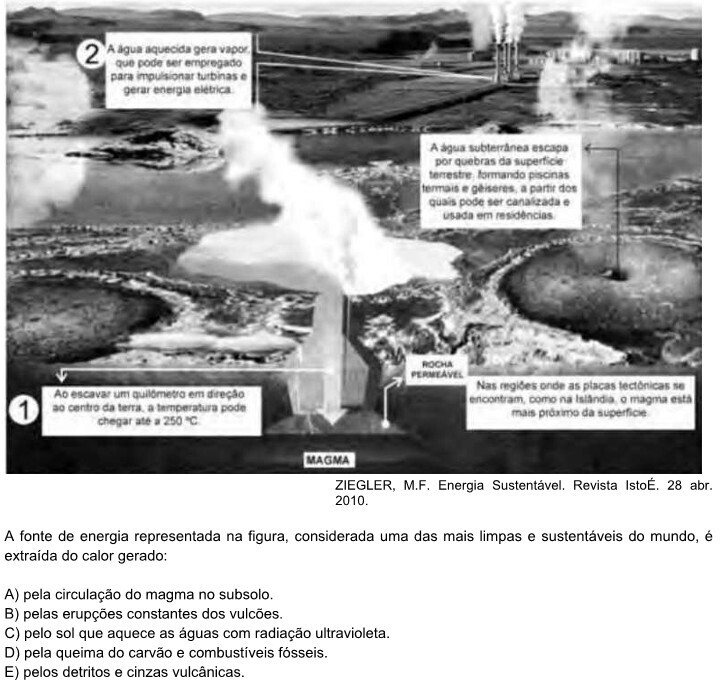 2
A água aquecida gera vapor,
que pode ser empregado
para impulsionar turbinas e
gerar energia elétrica.
A água subterrânea escapa
por quebras da superfície
terrestre, formando piscinas
termais e gêiseres, a partir dos
quais pode ser canalizada e
usada em residências.
1
Ao escavar um quilômetro em direção
ao centro da terra, a temperatura pode
chegar até a 250 ºC.
ROCHA
PERMEÁVEL
Nas regiões onde as placas tectônicas se
encontram, como na Islândia, o magma está
mais próximo da superfície.
MAGMA
ZIEGLER, M.F. Energia Sustentável. Revista IstoÉ. 28 abr.
2010.
A fonte de energia representada na figura, considerada uma das mais limpas e sustentáveis do mundo, é
extraída do calor gerado:
A) pela circulação do magma no subsolo.
B) pelas erupções constantes dos vulcões.
C) pelo sol que aquece as águas com radiação ultravioleta.
D) pela queima do carvão e combustíveis fósseis.
E) pelos detritos e cinzas vulcânicas.